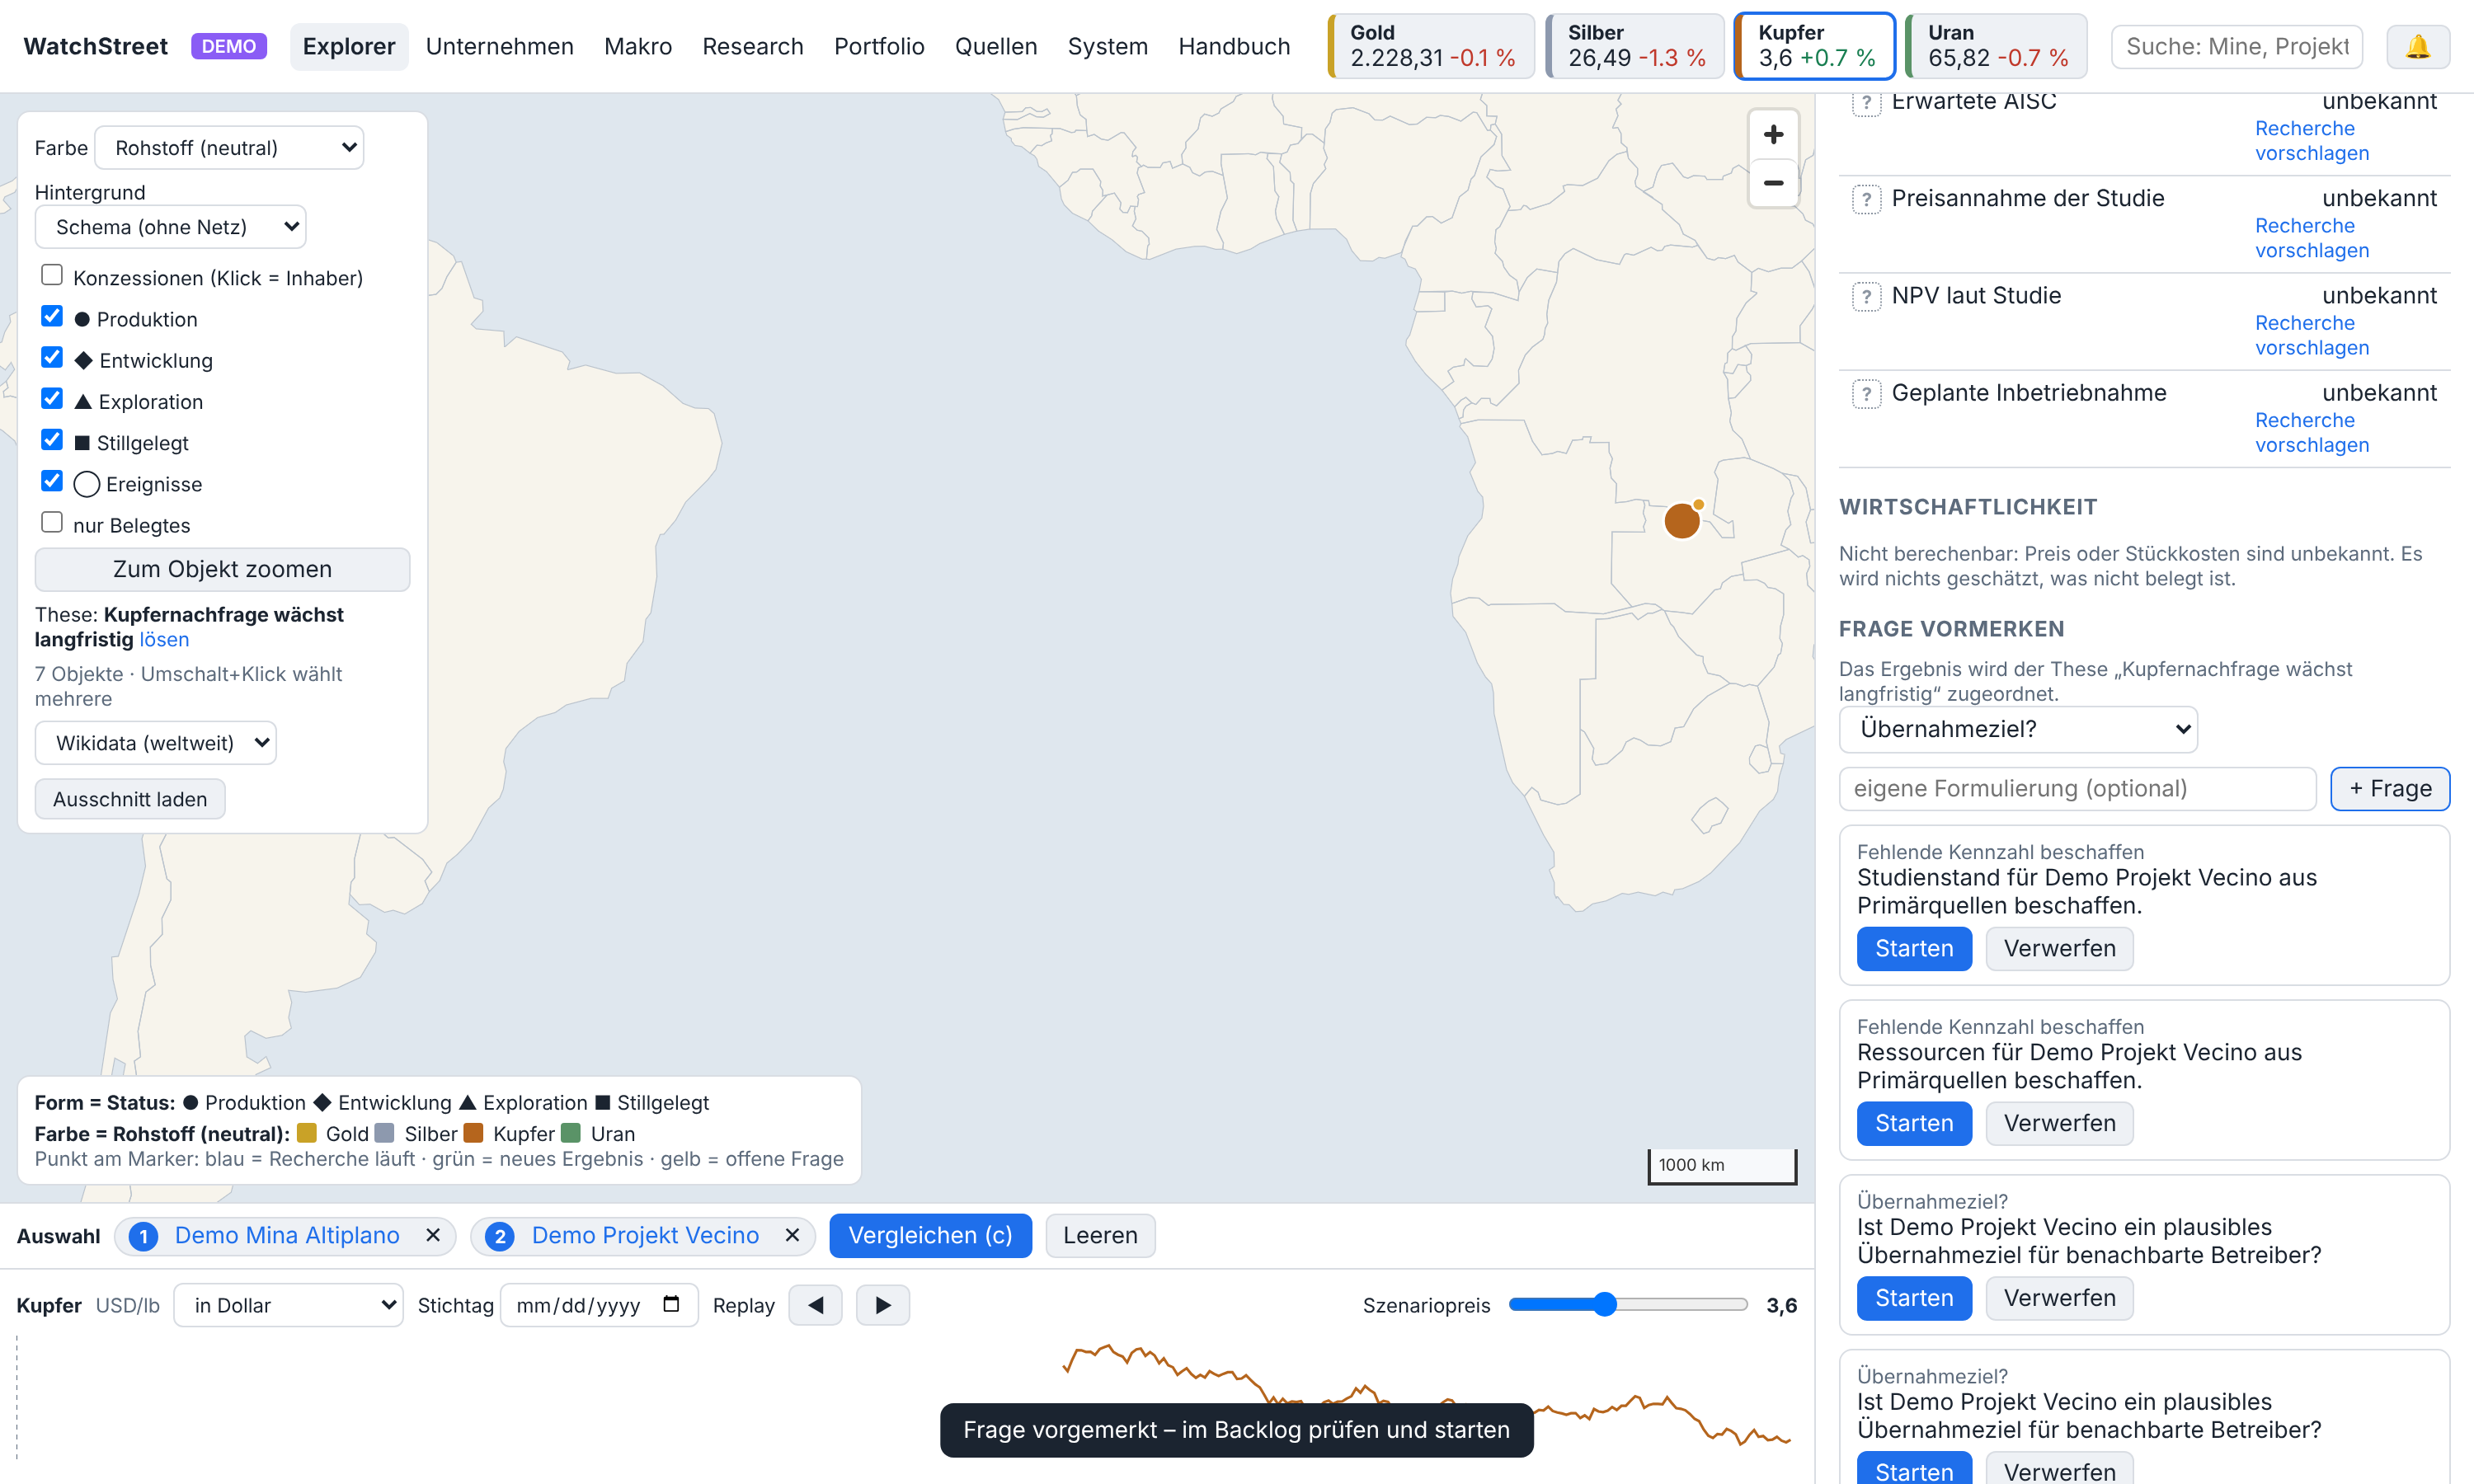 WatchStreet DEMO Explorer Unternehmen Makro Research Portfolio Quellen System Handbuch
Gold
2.228,31 -0.1 %
Silber
26,49 -1.3 %
Kupfer
3,6 +0.7 %
Uran
65,82 -0.7 %
Suche: Mine, Projekt
Farbe Rohstoff (neutral)
Hintergrund
Schema (ohne Netz)
Konzessionen (Klick = Inhaber)
Produktion
Entwicklung
Exploration
Stillgelegt
Ereignisse
nur Belegtes
Zum Objekt zoomen
These: Kupfernachfrage wächst
langfristig lösen
7 Objekte · Umschalt+Klick wählt
mehrere
Wikidata (weltweit)
Ausschnitt laden
+
−
Form = Status: Produktion Entwicklung Exploration Stillgelegt
Farbe = Rohstoff (neutral): Gold Silber Kupfer Uran
Punkt am Marker: blau = Recherche läuft · grün = neues Ergebnis · gelb = offene Frage
1000 km
Auswahl 1 Demo Mina Altiplano ✕ 2 Demo Projekt Vecino ✕ Vergleichen (c) Leeren
Kupfer USD/lb in Dollar Stichtag mm/dd/yyyy Replay ◀ ▶ Szenariopreis 3,6
Frage vorgemerkt – im Backlog prüfen und starten
? Erwartete AISC unbekannt
Recherche
vorschlagen
? Preisannahme der Studie unbekannt
Recherche
vorschlagen
? NPV laut Studie unbekannt
Recherche
vorschlagen
? Geplante Inbetriebnahme unbekannt
Recherche
vorschlagen
WIRTSCHAFTLICHKEIT
Nicht berechenbar: Preis oder Stückkosten sind unbekannt. Es
wird nichts geschätzt, was nicht belegt ist.
FRAGE VORMERKEN
Das Ergebnis wird der These „Kupfernachfrage wächst
langfristig“ zugeordnet.
Übernahmeziel?
eigene Formulierung (optional) + Frage
Fehlende Kennzahl beschaffen
Studienstand für Demo Projekt Vecino aus
Primärquellen beschaffen.
Starten Verwerfen
Fehlende Kennzahl beschaffen
Ressourcen für Demo Projekt Vecino aus
Primärquellen beschaffen.
Starten Verwerfen
Übernahmeziel?
Ist Demo Projekt Vecino ein plausibles
Übernahmeziel für benachbarte Betreiber?
Starten Verwerfen
Übernahmeziel?
Ist Demo Projekt Vecino ein plausibles
Übernahmeziel für benachbarte Betreiber?
Starten Verwerfen